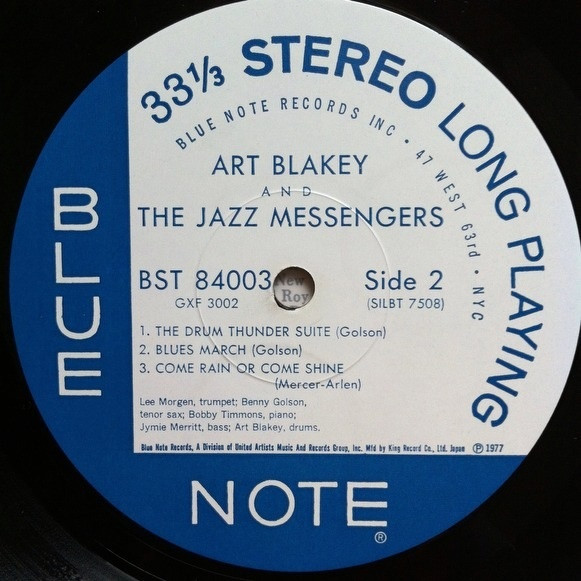 33⅓ STEREO LONG PLAYING
BLUE NOTE RECORDS INC • 47 WEST 63rd • NYC
ART BLAKEY
AND
THE JAZZ MESSENGERS
BST 84003
Side 2
GXF 3002
(SILBT 7508)
New
Roy
1. THE DRUM THUNDER SUITE (Golson)
2. BLUES MARCH (Golson)
3. COME RAIN OR COME SHINE
(Mercer-Arlen)
Lee Morgen, trumpet; Benny Golson,
tenor sax; Bobby Timmons, piano;
Jymie Merritt, bass; Art Blakey, drums.
Blue Note Records, A Division of United Artists Music And Records Group, Inc. Mfd by King Record Co., Ltd. Japan ℗ 1977
BLUE
NOTE®